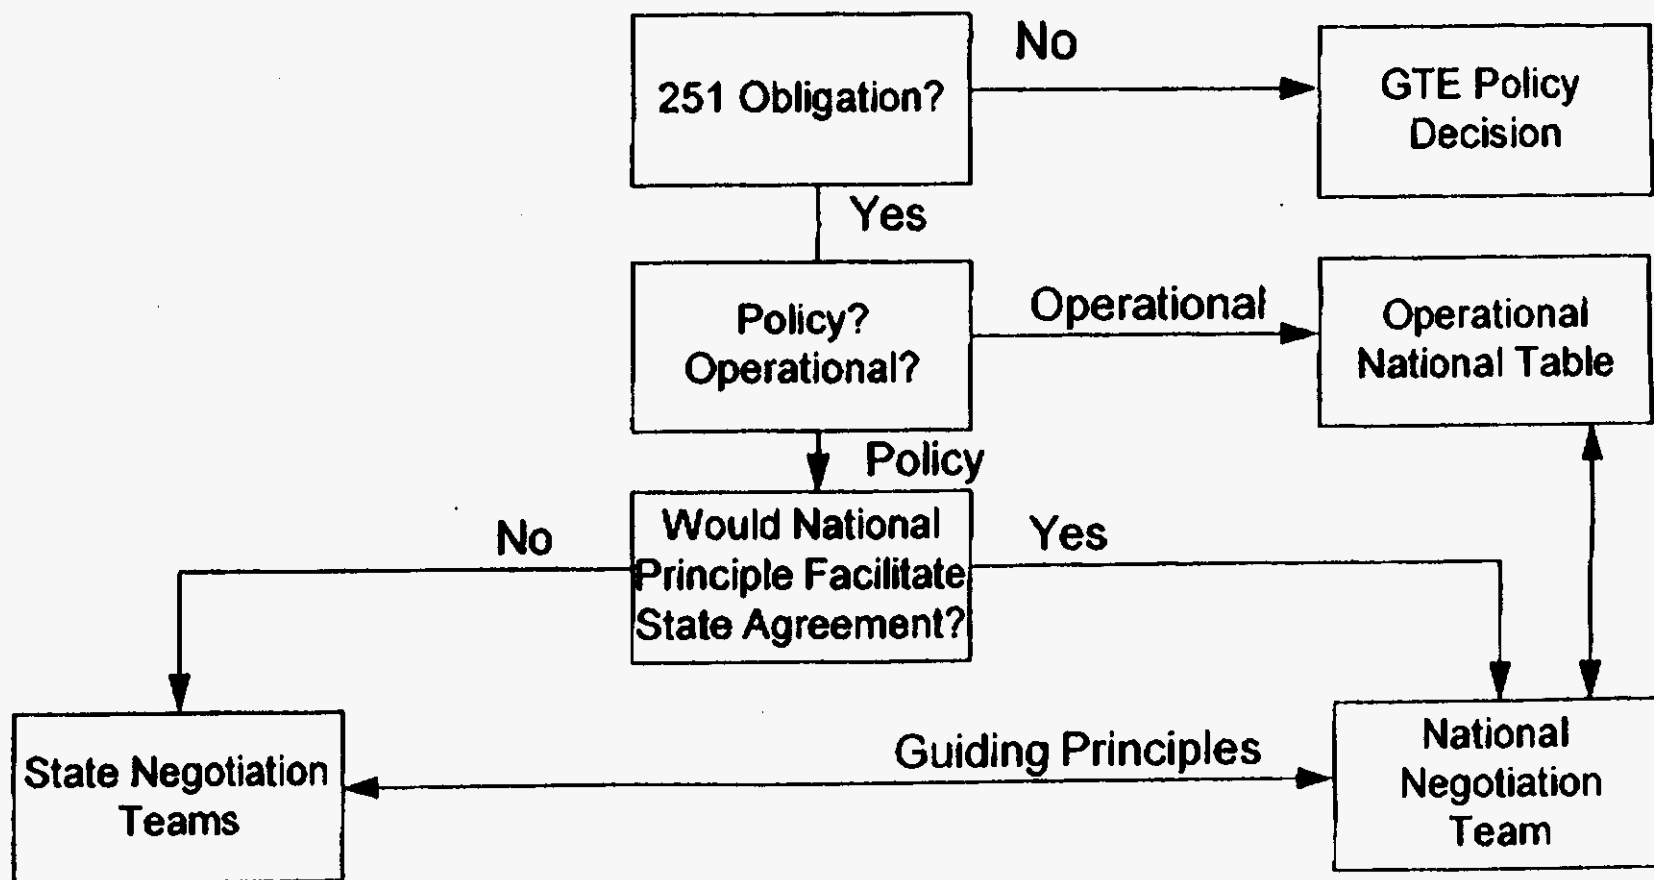 251 Obligation?
No
GTE Policy
Decision
Yes
Policy?
Operational?
Operational
Operational
National Table
Policy
Would National
Principle Facilitate
State Agreement?
No
Yes
State Negotiation
Teams
Guiding Principles
National
Negotiation
Team